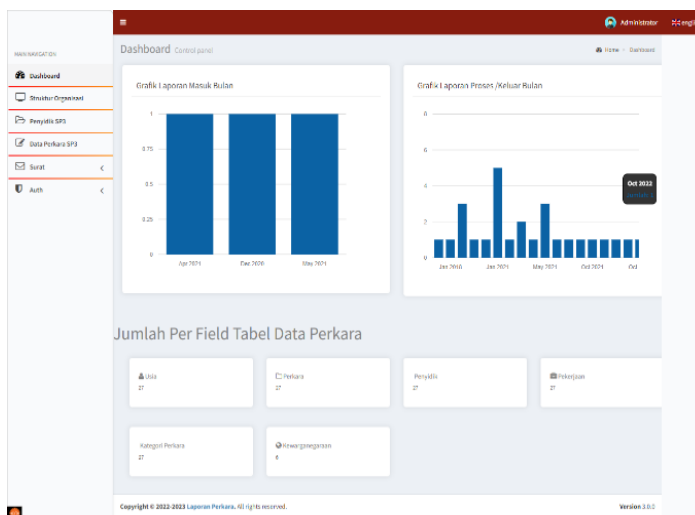 Administrator
MAIN NAVIGATION
Dashboard Control panel
Home
Dashboard
Dashboard
Struktur Organisasi
Penyidik SP3
Data Perkara SP3
Surat
Auth
Grafik Laporan Masuk Bulan
1
0.75
0.5
0.25
0
Apr 2021
Dec 2020
May 2021
Grafik Laporan Proses /Keluar Bulan
8
6
4
2
0
Jan 2018
Jan 2021
May 2021
Oct 2021
Oct
Oct 2022
Jumlah Per Field Tabel Data Perkara
Usia
27
Perkara
27
Penyidik
27
Pekerjaan
27
Kategori Perkara
27
Kewarganegaraan
6
Copyright © 2022-2023 Laporan Perkara. All rights reserved.
Version